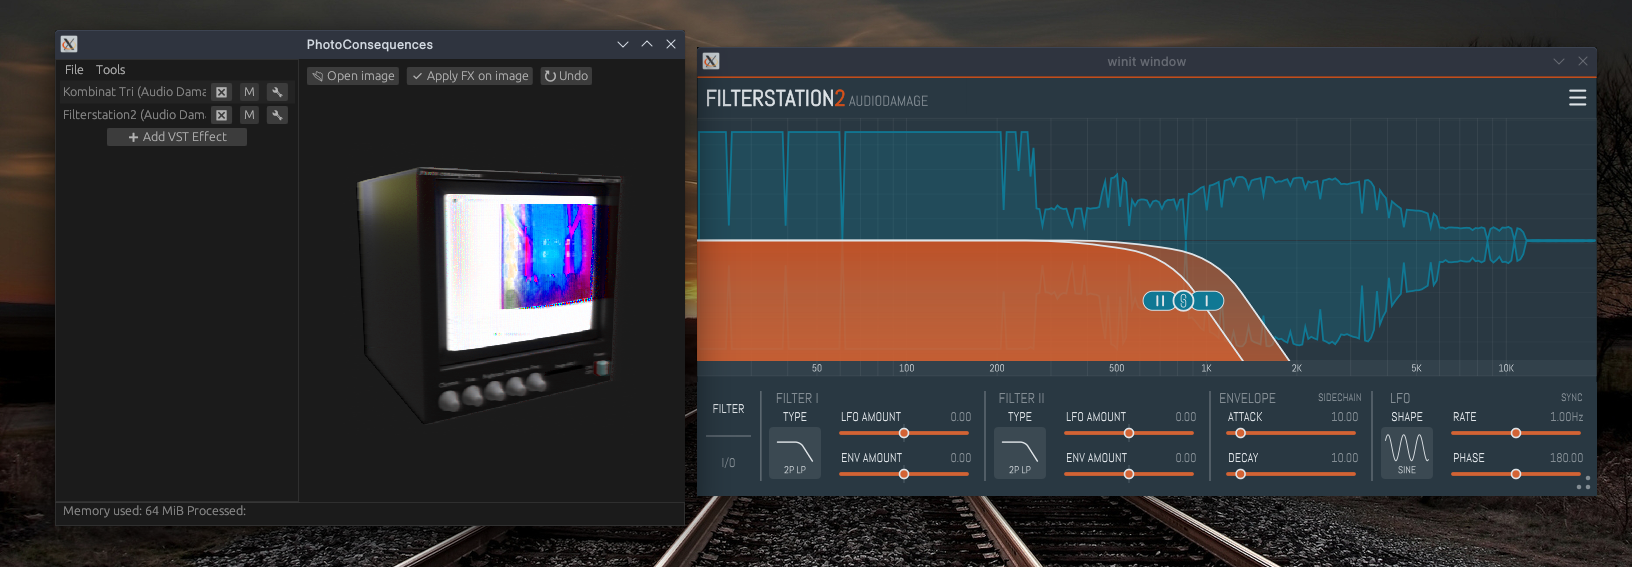 PhotoConsequences
File Tools
Open image Apply FX on image Undo
Kombinat Tri (Audio Dama M
Filterstation2 (Audio Dam M
+ Add VST Effect
Memory used: 64 MiB Processed:
winit window
FILTERSTATION2 AUDIODAMAGE
II I
50 100 200 500 1K 2K 5K 10K
FILTER
I/O
FILTER I
TYPE
2P LP
LFO AMOUNT 0.00
ENV AMOUNT 0.00
FILTER II
TYPE
2P LP
LFO AMOUNT 0.00
ENV AMOUNT 0.00
ENVELOPE SIDECHAIN
ATTACK 10.00
DECAY 10.00
LFO SYNC
SHAPE
SINE
RATE 1.00Hz
PHASE 180.00